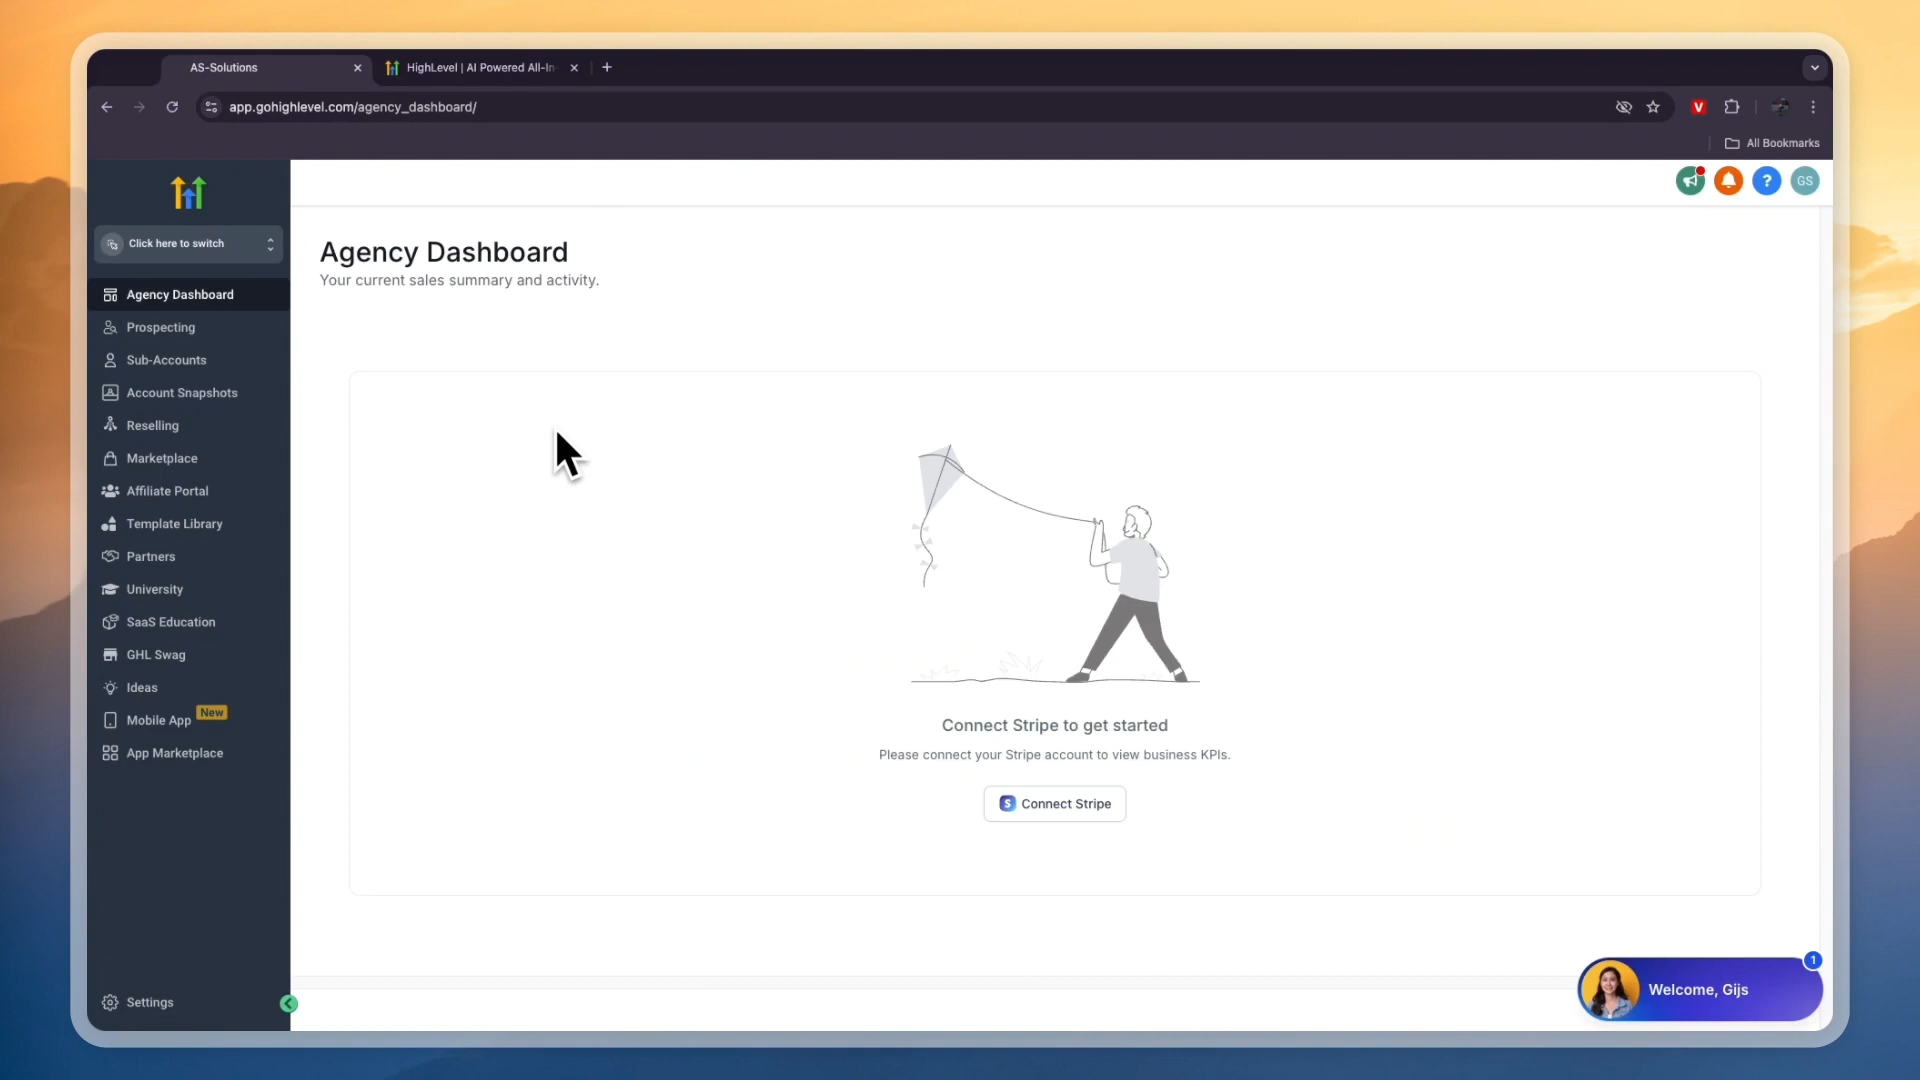 AS-Solutions
HighLevel | AI Powered All-In-
app.gohighlevel.com/agency_dashboard/
V
All Bookmarks
Click here to switch
? GS
Agency Dashboard
Prospecting
Sub-Accounts
Account Snapshots
Reselling
Marketplace
Affiliate Portal
Template Library
Partners
University
SaaS Education
GHL Swag
Ideas
Mobile App New
App Marketplace
Settings
Agency Dashboard
Your current sales summary and activity.
Connect Stripe to get started
Please connect your Stripe account to view business KPIs.
S Connect Stripe
1
Welcome, Gijs